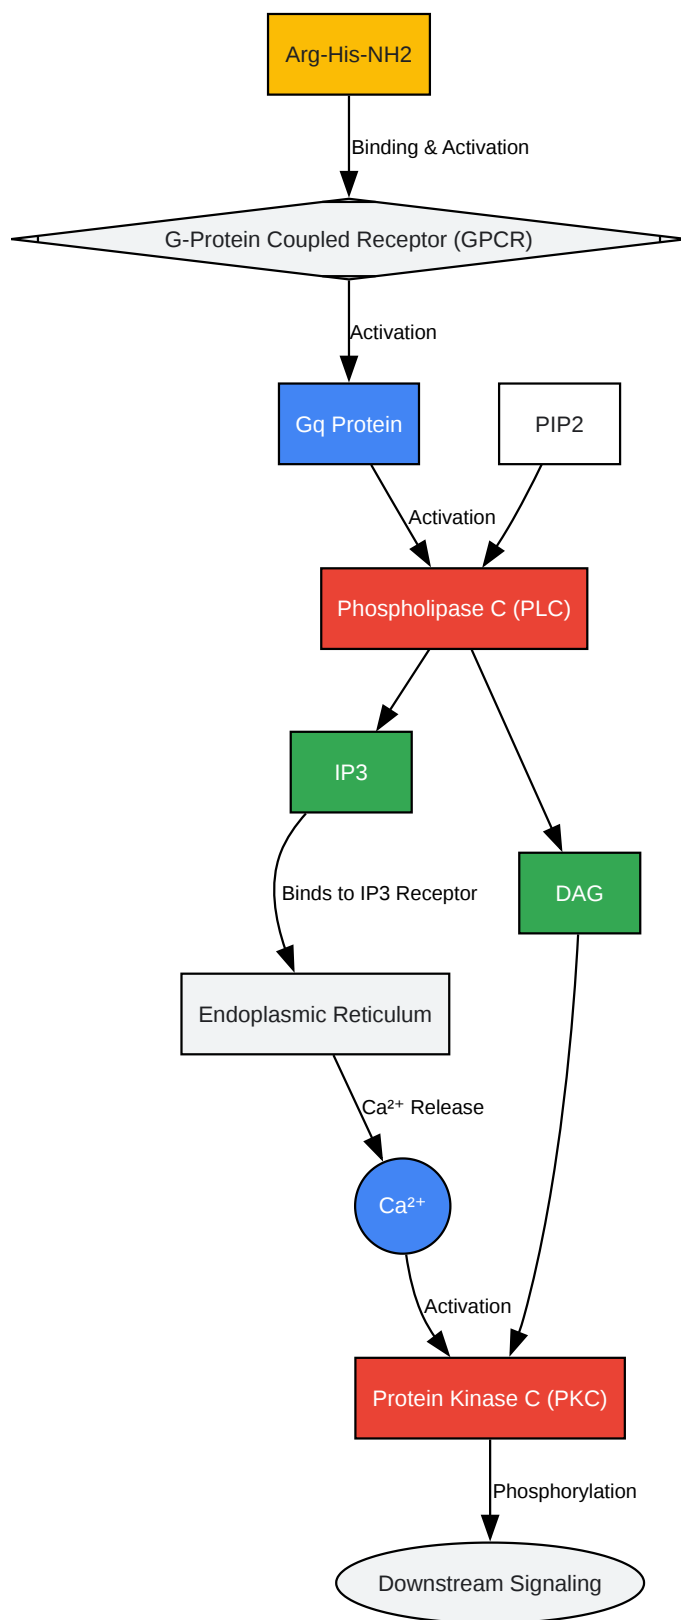 Arg-His-NH2
Binding & Activation
G-Protein Coupled Receptor (GPCR)
Activation
Gq Protein
PIP2
Activation
Phospholipase C (PLC)
IP3
DAG
Binds to IP3 Receptor
Endoplasmic Reticulum
Ca²⁺ Release
Ca²⁺
Activation
Protein Kinase C (PKC)
Phosphorylation
Downstream Signaling